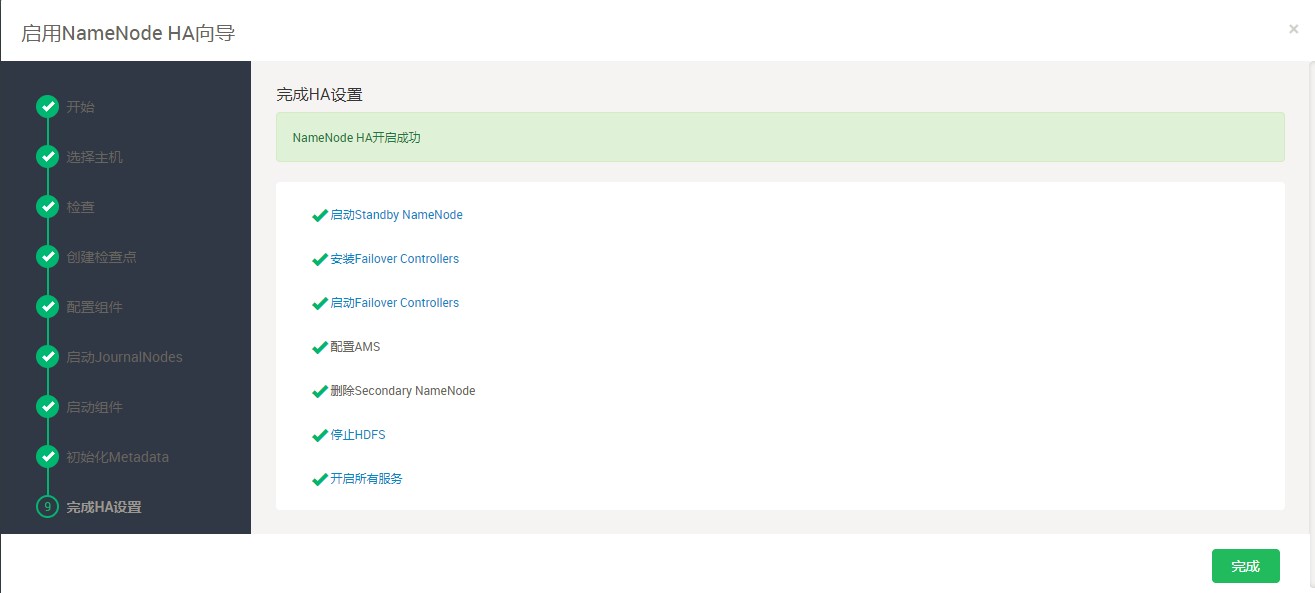 启用NameNode HA向导
×
开始
选择主机
检查
创建检查点
配置组件
启动JournalNodes
启动组件
初始化Metadata
9 完成HA设置
完成HA设置
NameNode HA开启成功
启动Standby NameNode
安装Failover Controllers
启动Failover Controllers
配置AMS
删除Secondary NameNode
停止HDFS
开启所有服务
完成